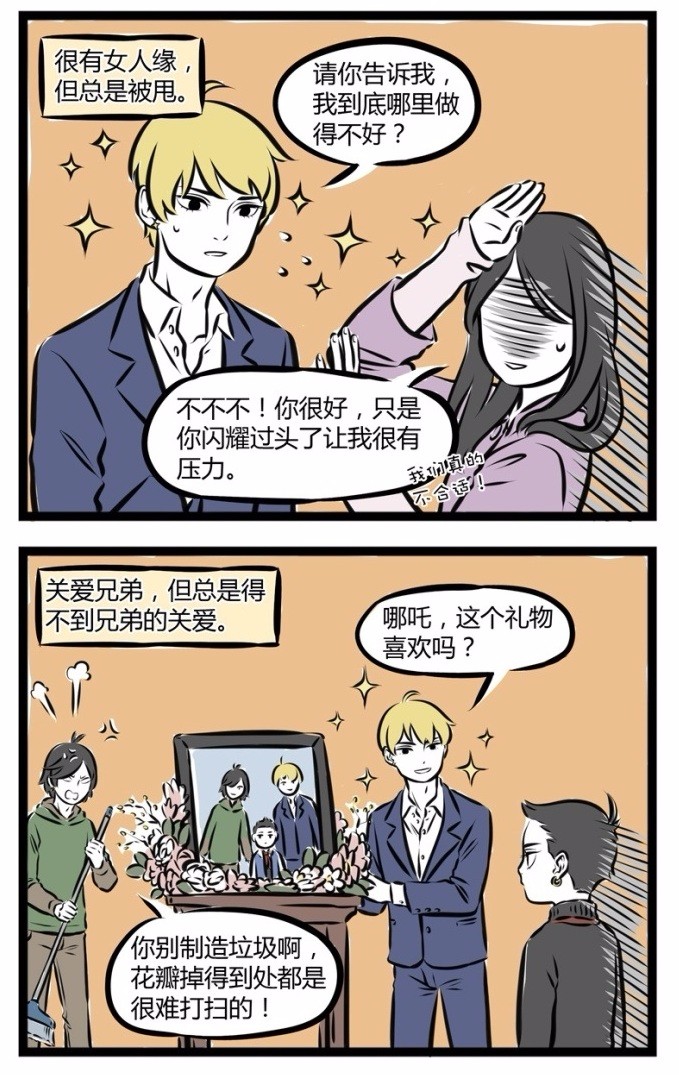 很有女人缘，
但总是被甩。
请你告诉我，
我到底哪里做
得不好？
不不不！你很好，只是
你闪耀过头了让我很有
压力。
我们真的
不合适！
关爱兄弟，但总是得
不到兄弟的关爱。
哪吒，这个礼物
喜欢吗？
你别制造垃圾啊，
花瓣掉得到处都是
很难打扫的！